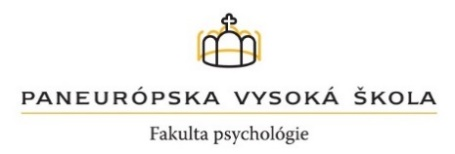 PANEURÓPSKA VYSOKÁ ŠKOLA
Fakulta psychológie